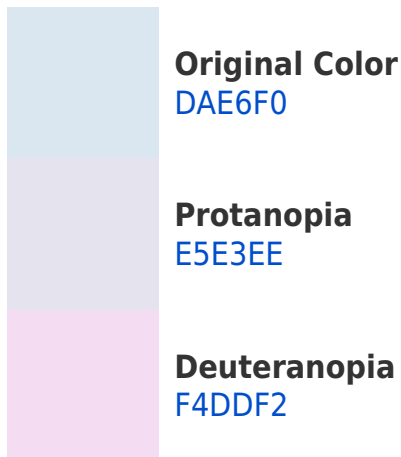 Original Color
DAE6F0
Protanopia
E5E3EE
Deuteranopia
F4DDF2